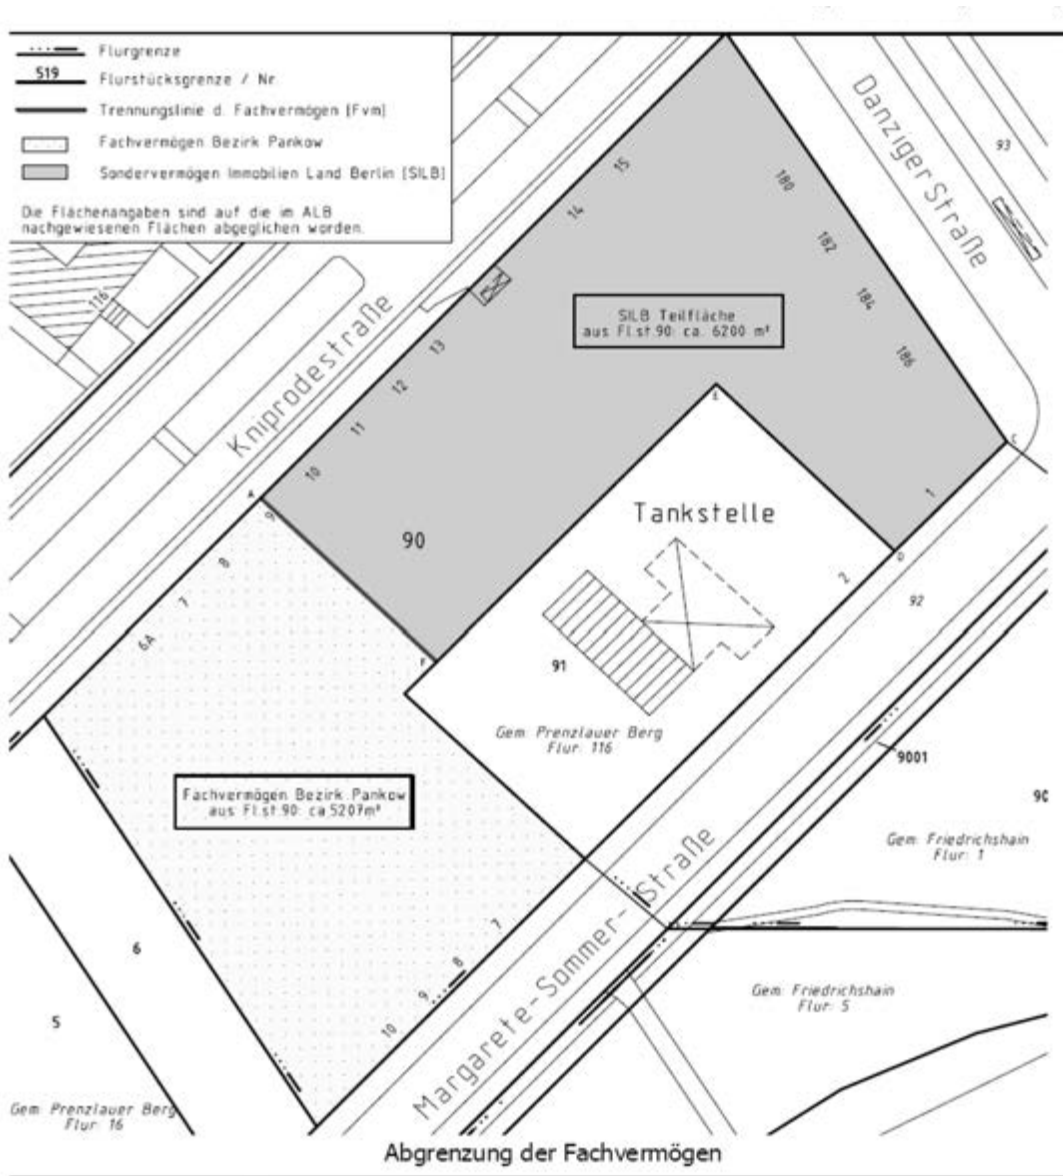 Flurgrenze
519
Flurstücksgrenze / Nr.
Trennungslinie d. Fachvermögen (Fvm)
Fachvermögen Bezirk Pankow
Sondervermögen Immobilien Land Berlin (SILB)
Die Flächenangaben sind auf die im ALB
nachgewiesenen Flächen abgeglichen worden.
Danziger Straße
93
15
180
14
182
184
186
116
SILB Teilfläche
aus Fl.st.90: ca. 6200 m²
Kniprodestraße
13
12
11
10
E
C
1
A
9
8
7
6A
90
Tankstelle
D
2
92
F
91
Gem. Prenzlauer Berg
Flur: 116
9001
90
Fachvermögen Bezirk Pankow
aus Fl.st.90: ca.5207m²
Gem. Friedrichshain
Flur: 1
Margarete-Sommer-Straße
7
8
9
10
6
5
Gem. Friedrichshain
Flur: 5
Gem. Prenzlauer Berg
Flur: 16
Abgrenzung der Fachvermögen